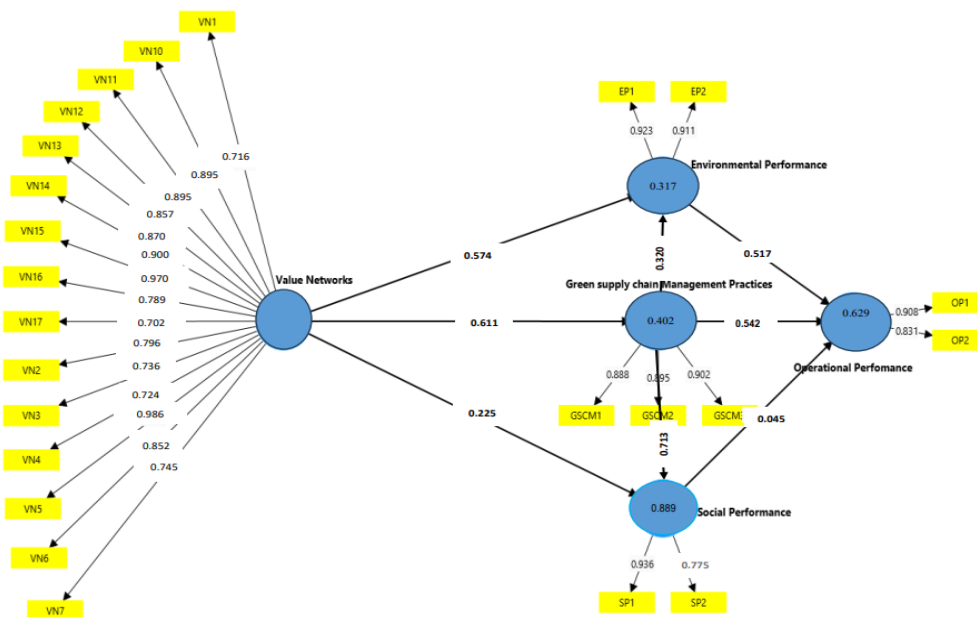 VN1
VN10
VN11
VN12
VN13
VN14
VN15
VN16
VN17
VN2
VN3
VN4
VN5
VN6
VN7
0.716
0.895
0.895
0.857
0.870
0.900
0.970
0.789
0.702
0.796
0.736
0.724
0.986
0.852
0.745
Value Networks
0.574
0.611
0.225
EP1
EP2
0.923
0.911
Environmental Performance
0.317
0.320
0.517
Green supply chain Management Practices
0.402
0.542
0.888
0.895
0.902
GSCM1
GSCM2
0.713
0.045
0.629
0.908
0.831
OP1
OP2
Operational Perfomance
0.889
Social Performance
0.936
0.775
SP1
SP2